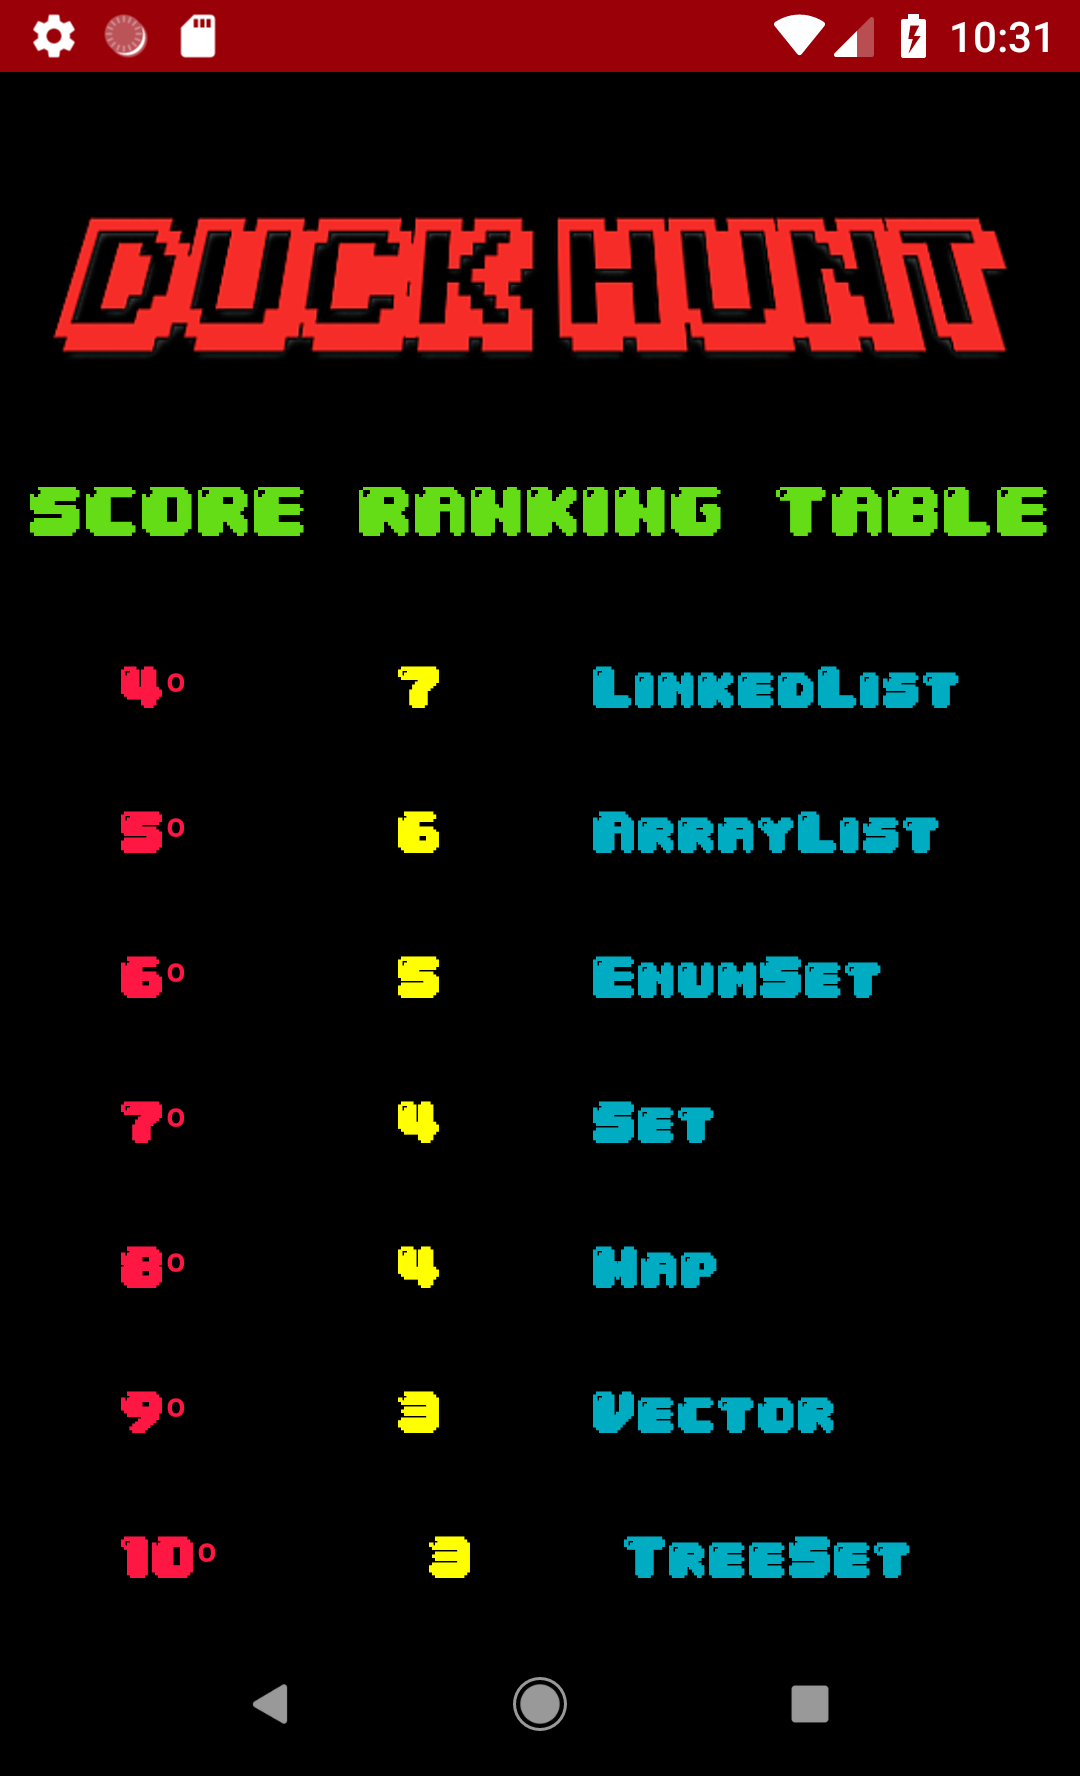 10:31
DUCK HUNT
SCORE RANKING TABLE
4º 7 LinkedList
5º 6 ArrayList
6º 5 EnumSet
7º 4 Set
8º 4 Map
9º 3 Vector
10º 3 TreeSet